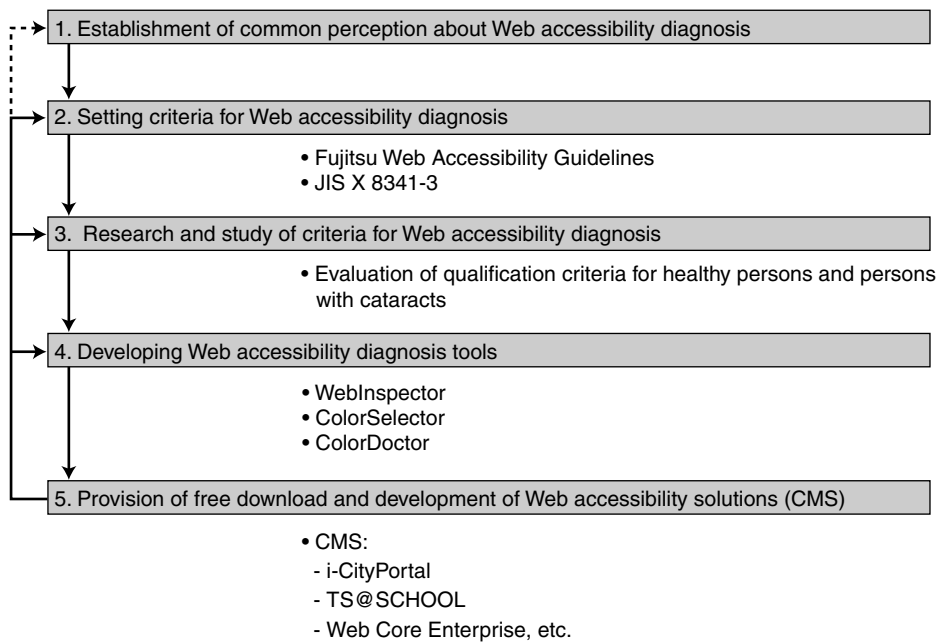 1. Establishment of common perception about Web accessibility diagnosis
2. Setting criteria for Web accessibility diagnosis
• Fujitsu Web Accessibility Guidelines
• JIS X 8341-3
3. Research and study of criteria for Web accessibility diagnosis
• Evaluation of qualification criteria for healthy persons and persons
with cataracts
4. Developing Web accessibility diagnosis tools
• WebInspector
• ColorSelector
• ColorDoctor
5. Provision of free download and development of Web accessibility solutions (CMS)
• CMS:
- i-CityPortal
- TS@SCHOOL
- Web Core Enterprise, etc.